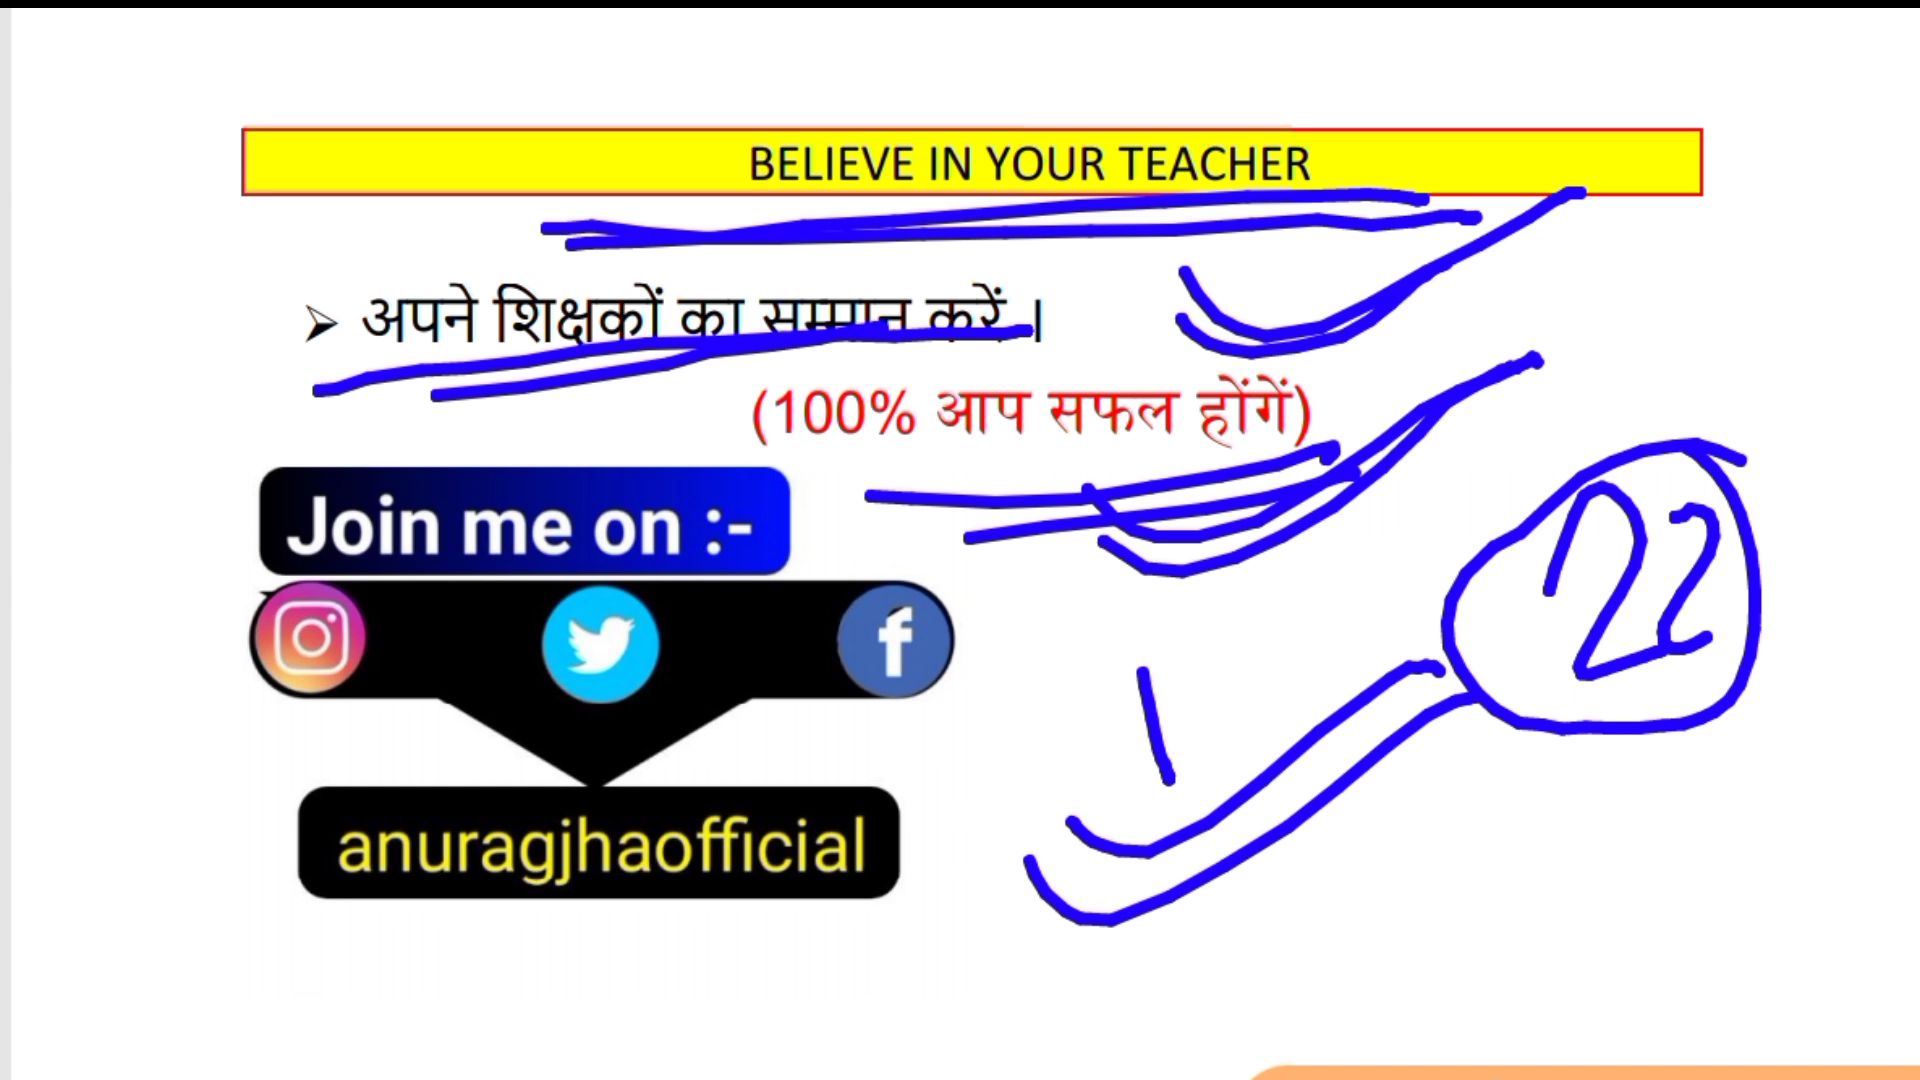 BELIEVE IN YOUR TEACHER
➢ अपने शिक्षकों का सम्मान करें ।
(100% आप सफल होंगें)
Join me on :-
anuragjhaofficial
22